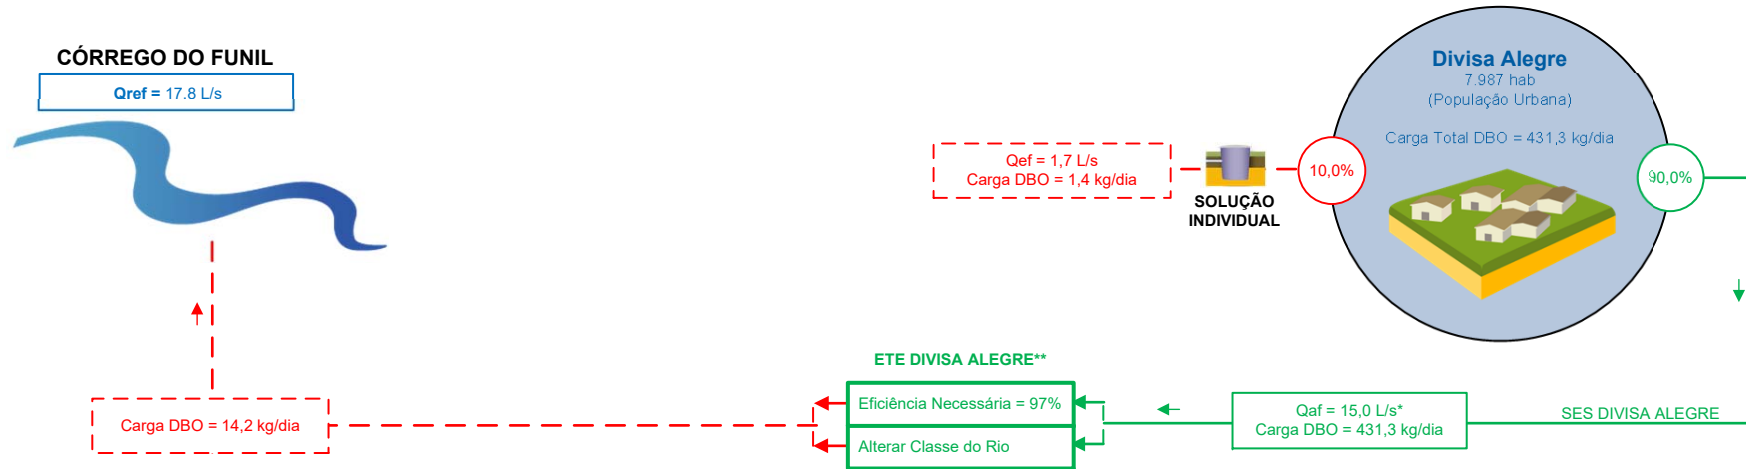 CÓRREGO DO FUNIL
Qref = 17.8 L/s
Divisa Alegre
7.987 hab
(População Urbana)
Carga Total DBO = 431,3 kg/dia
10,0%
90,0%
Qef = 1,7 L/s
Carga DBO = 1,4 kg/dia
SOLUÇÃO
INDIVIDUAL
ETE DIVISA ALEGRE**
Eficiência Necessária = 97%
Alterar Classe do Rio
Carga DBO = 14,2 kg/dia
Qaf = 15,0 L/s*
Carga DBO = 431,3 kg/dia
SES DIVISA ALEGRE